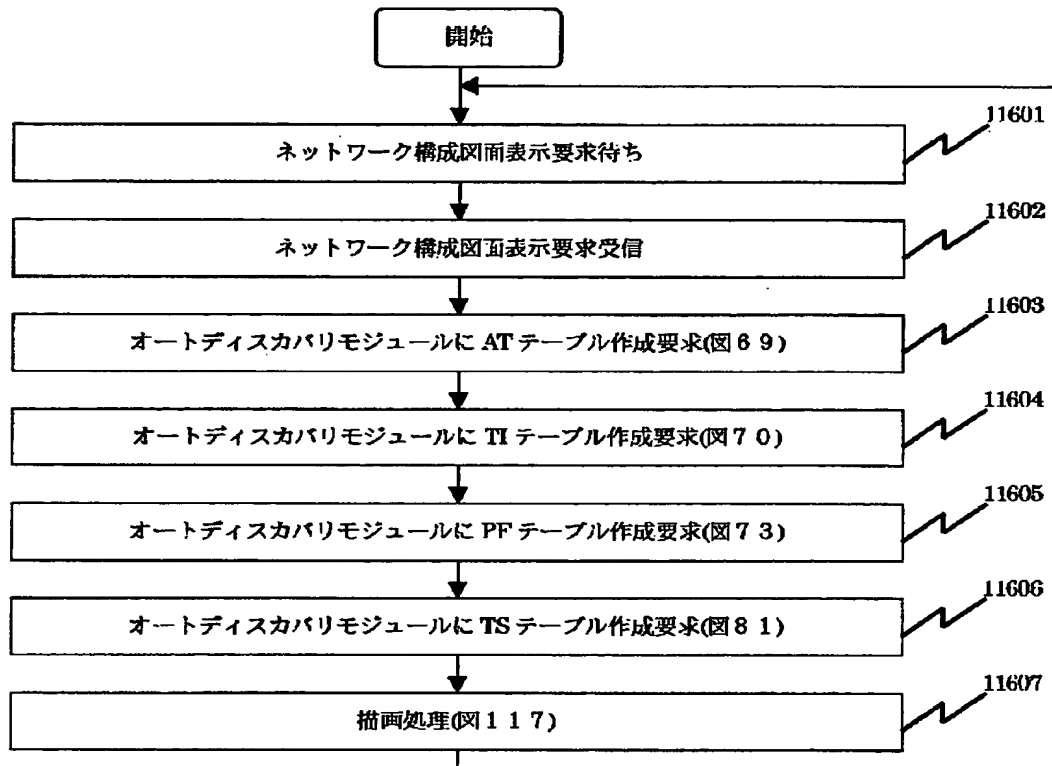 開始
11601
ネットワーク構成図面表示要求待ち
11602
ネットワーク構成図面表示要求受信
11603
オートディスカバリモジュールに AT テーブル作成要求(図69)
11604
オートディスカバリモジュールに TI テーブル作成要求(図70)
11605
オートディスカバリモジュールに PF テーブル作成要求(図73)
11606
オートディスカバリモジュールに TS テーブル作成要求(図81)
11607
描画処理(図117)